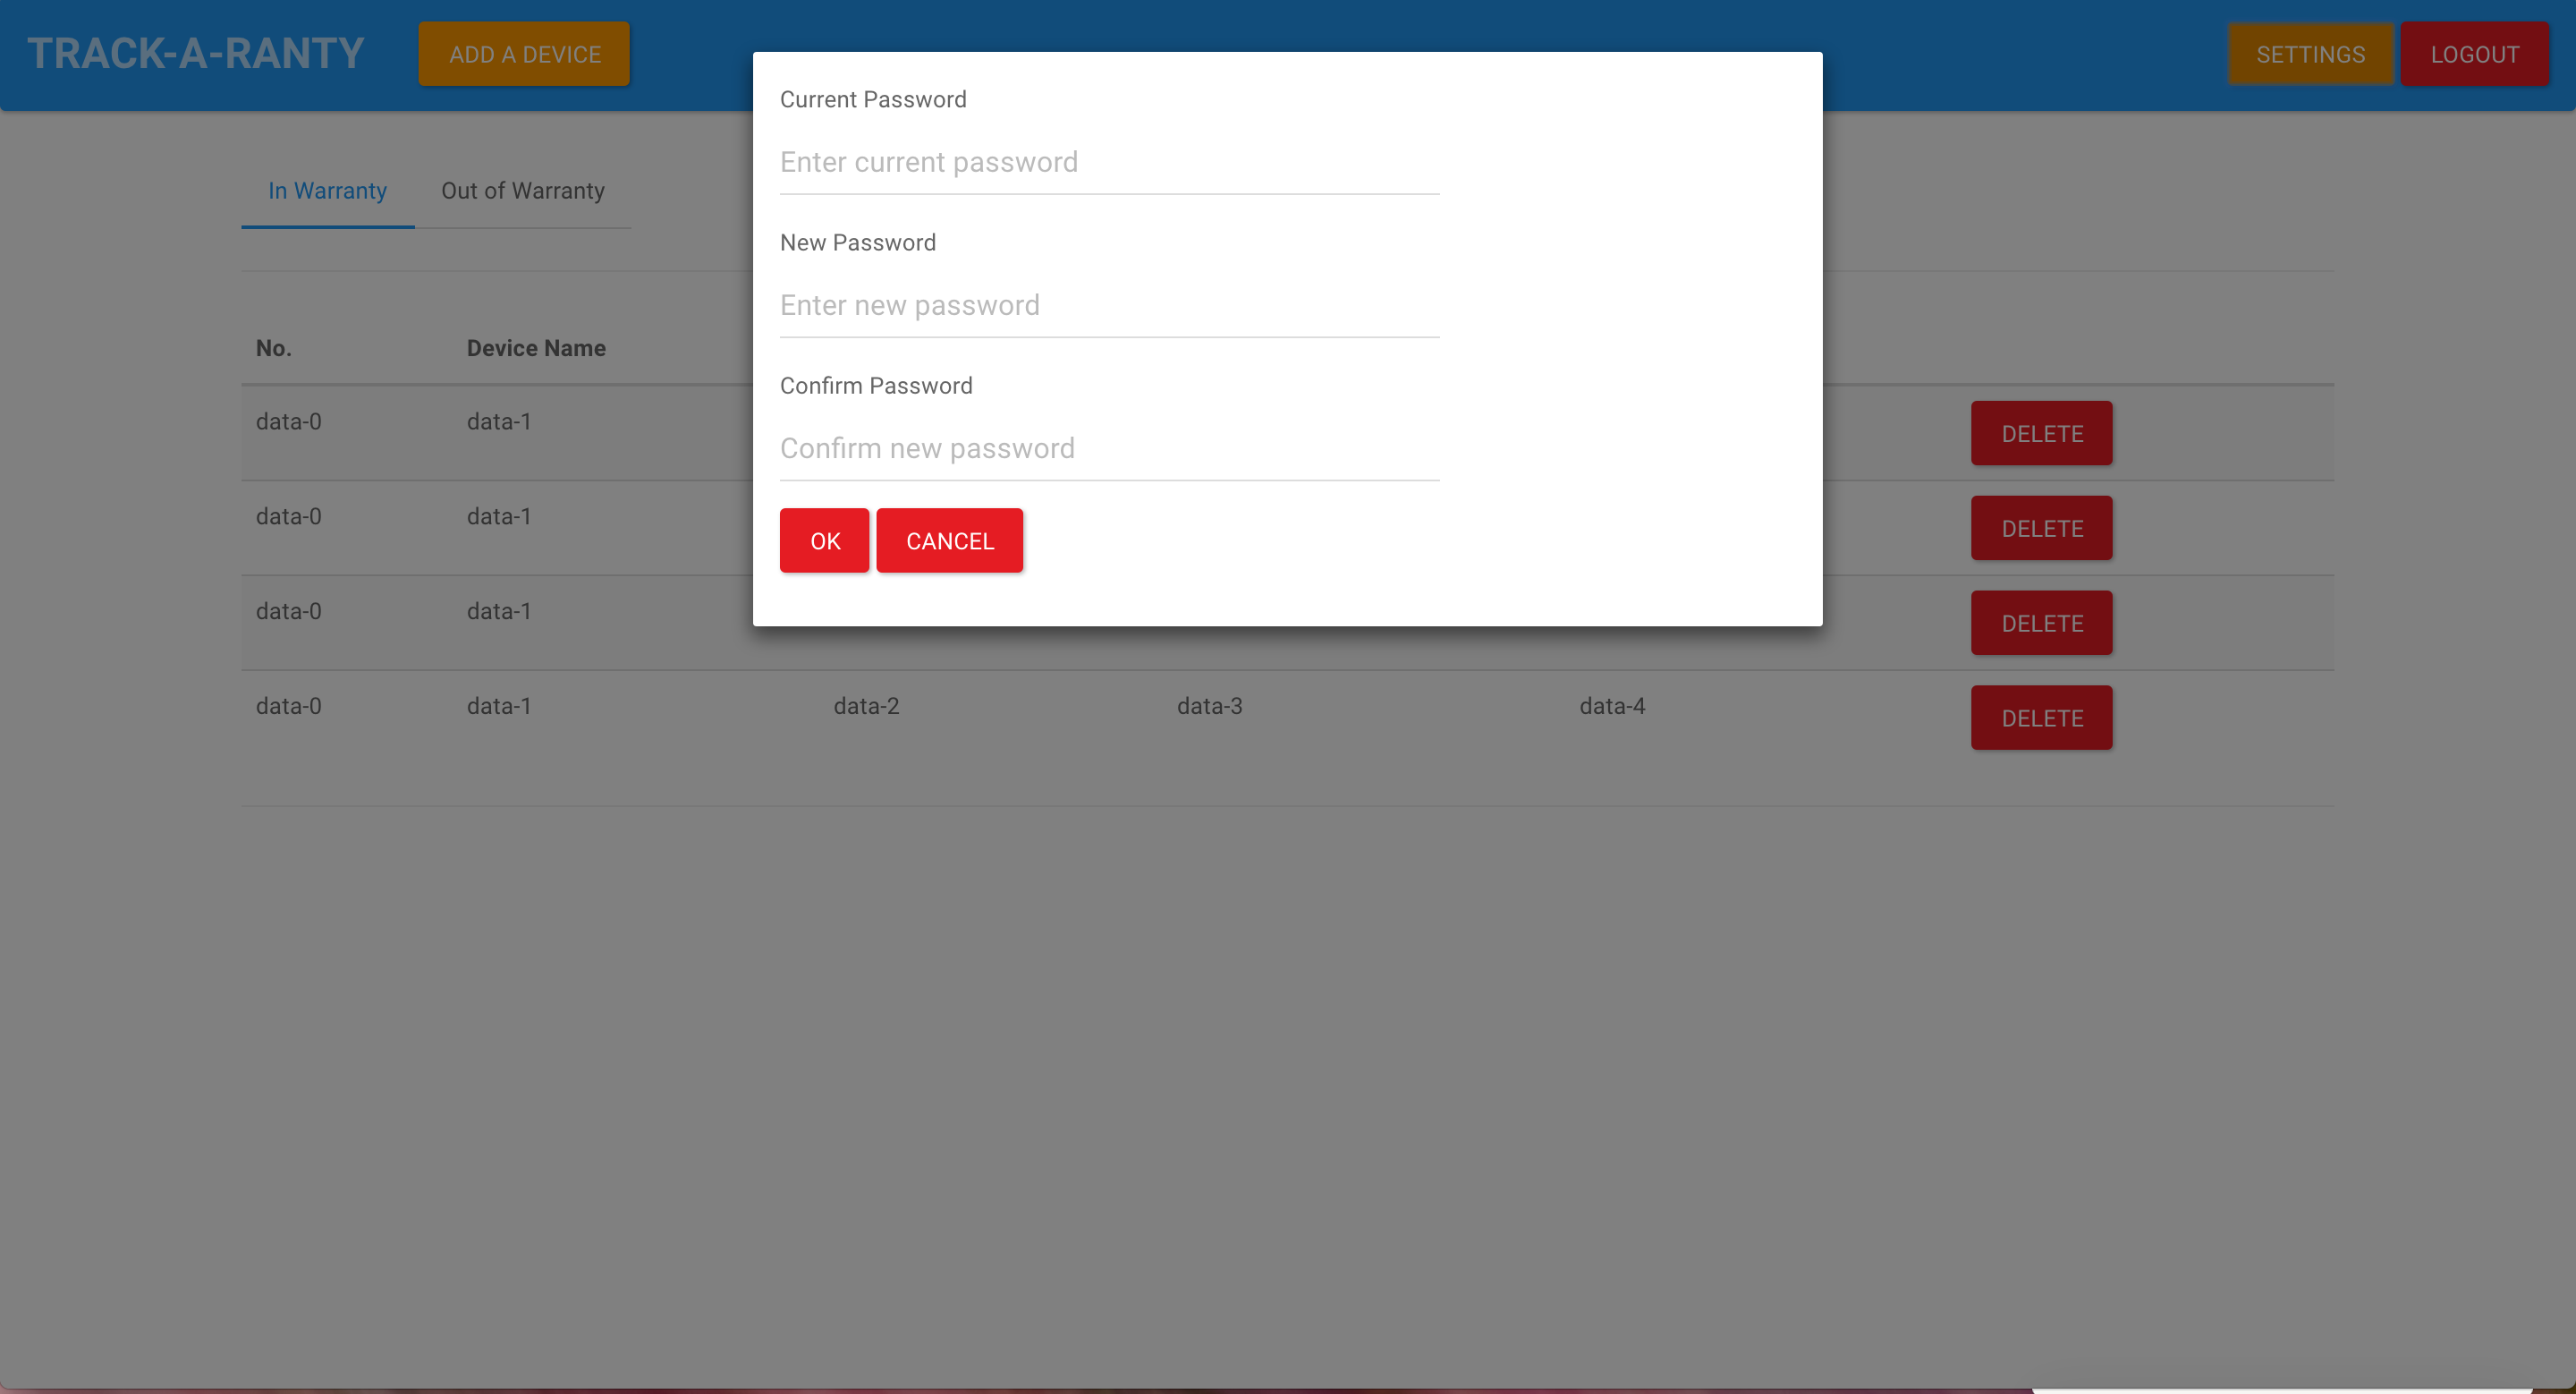 TRACK-A-RANTY ADD A DEVICE SETTINGS LOGOUT
In Warranty Out of Warranty
Current Password
Enter current password
New Password
Enter new password
Confirm Password
Confirm new password
OK CANCEL
No. Device Name
data-0 data-1 DELETE
data-0 data-1 DELETE
data-0 data-1 DELETE
data-0 data-1 data-2 data-3 data-4 DELETE